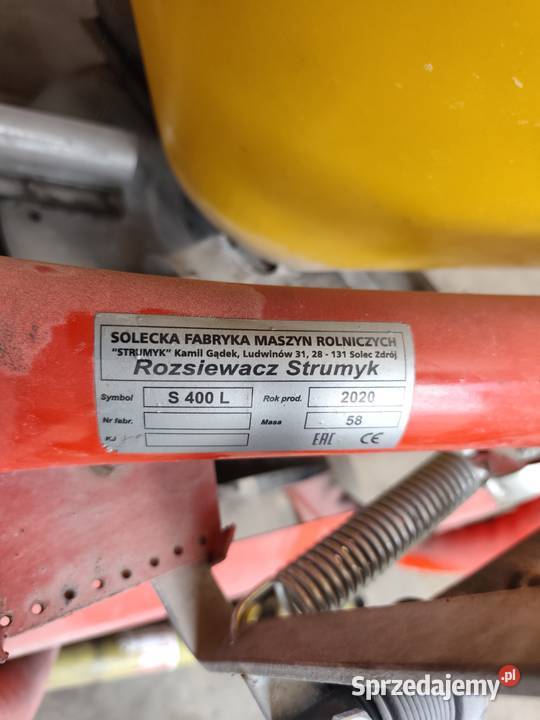 SOLECKA FABRYKA MASZYN ROLNICZYCH
"STRUMYK" Kamil Gądek, Ludwinów 31, 28 - 131 Solec Zdrój
Rozsiewacz Strumyk
Symbol S 400 L Rok prod. 2020
Nr fabr. Masa 58
KJ EAC CE
Sprzedajemy.pl